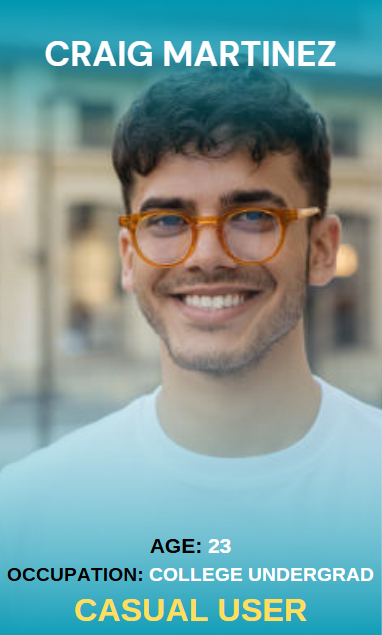 CRAIG MARTINEZ
AGE: 23
OCCUPATION: COLLEGE UNDERGRAD
CASUAL USER